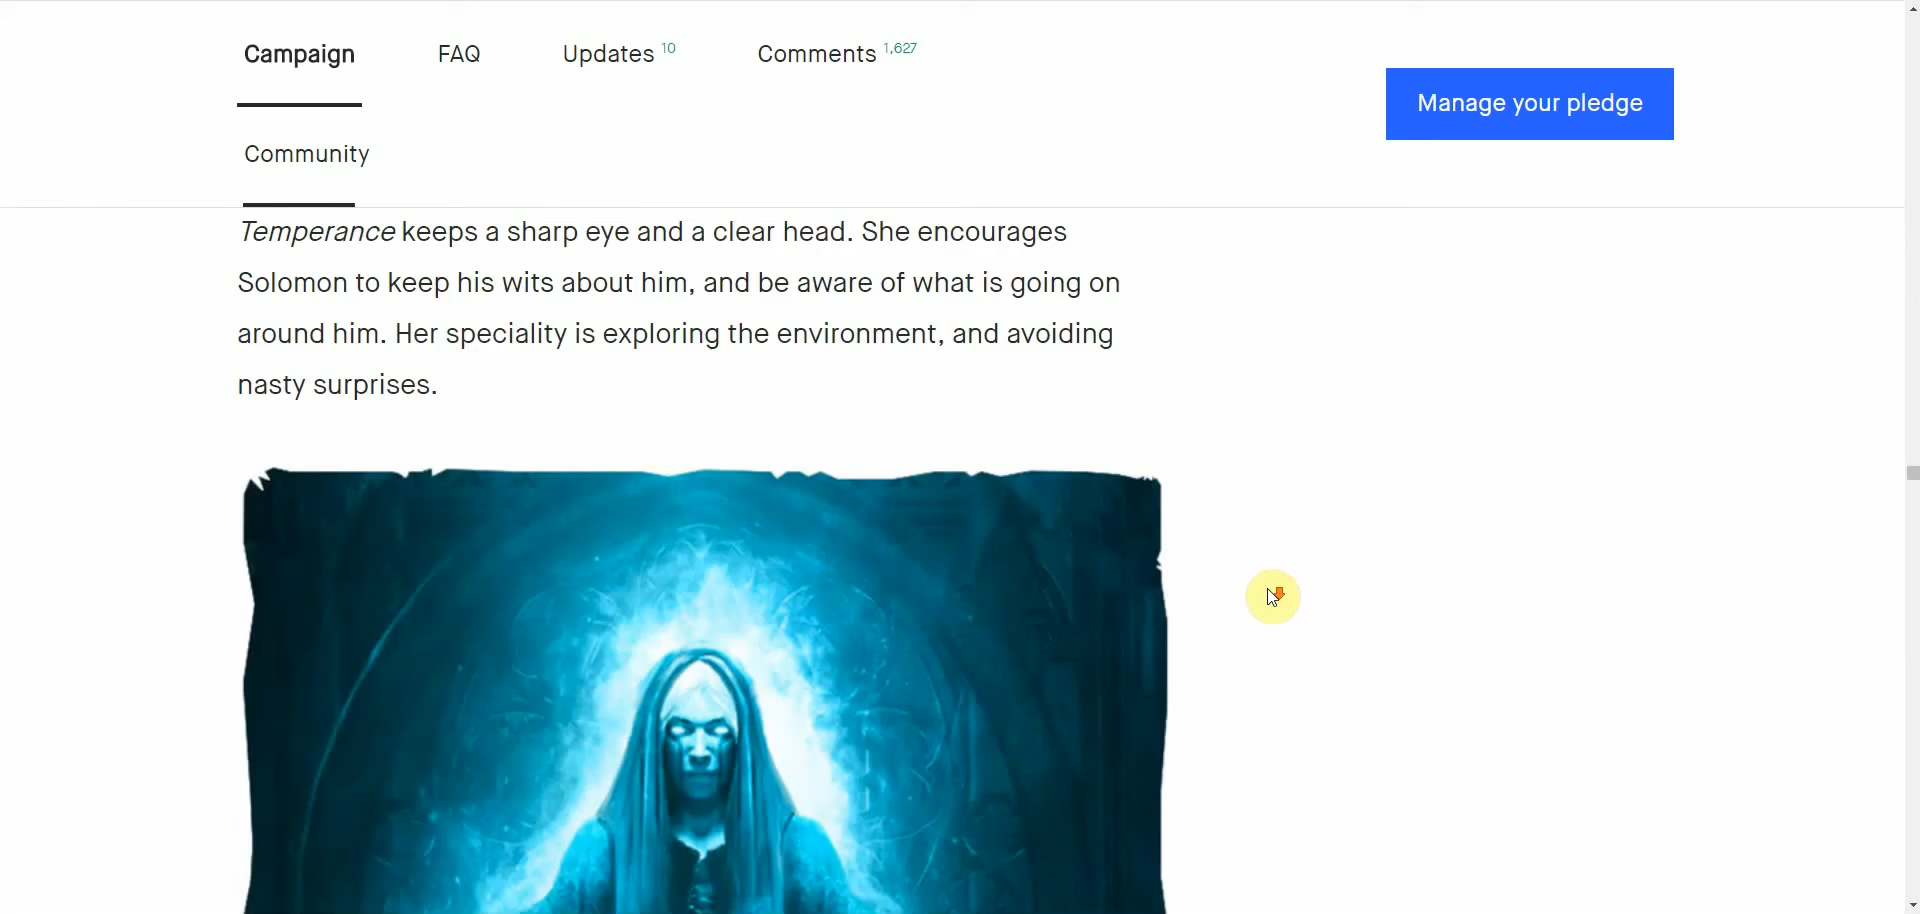 Campaign FAQ Updates 10 Comments 1,627
Manage your pledge
Community
Temperance keeps a sharp eye and a clear head. She encourages
Solomon to keep his wits about him, and be aware of what is going on
around him. Her speciality is exploring the environment, and avoiding
nasty surprises.